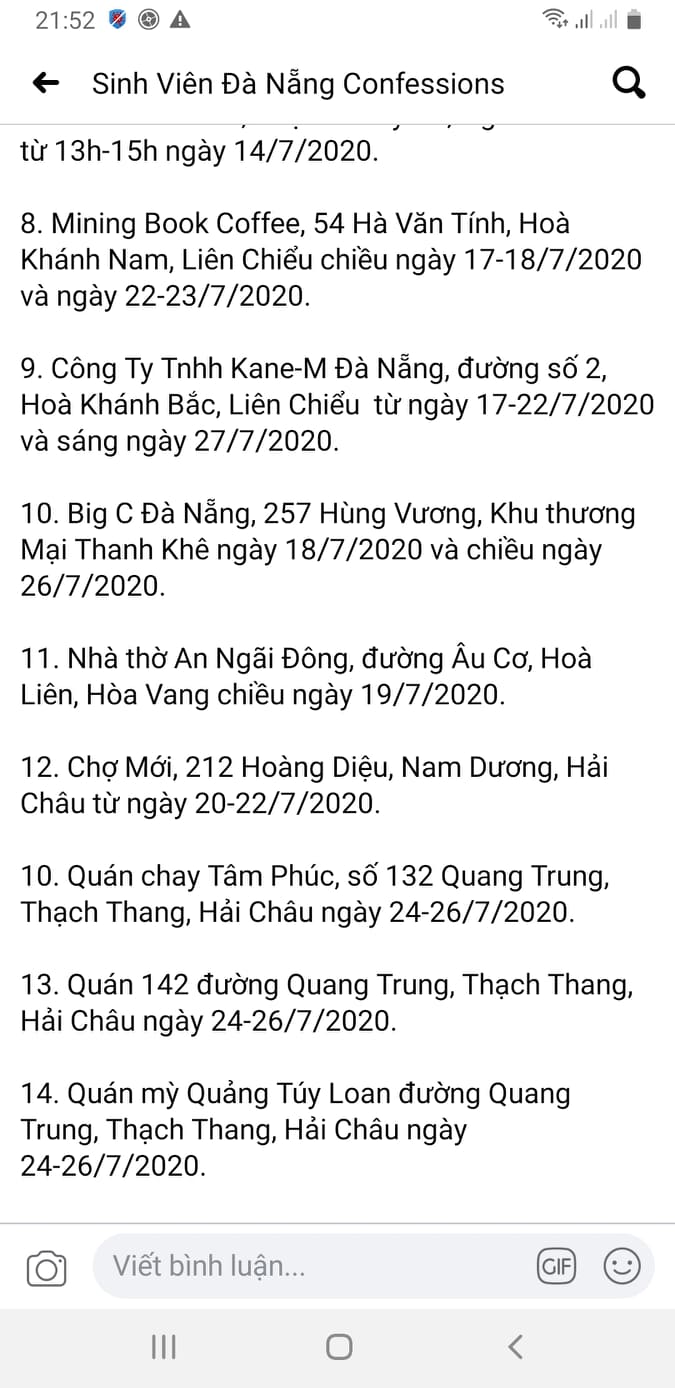 21:52
Sinh Viên Đà Nẵng Confessions
từ 13h-15h ngày 14/7/2020.
8. Mining Book Coffee, 54 Hà Văn Tính, Hoà
Khánh Nam, Liên Chiểu chiều ngày 17-18/7/2020
và ngày 22-23/7/2020.
9. Công Ty Tnhh Kane-M Đà Nẵng, đường số 2,
Hoà Khánh Bắc, Liên Chiểu  từ ngày 17-22/7/2020
và sáng ngày 27/7/2020.
10. Big C Đà Nẵng, 257 Hùng Vương, Khu thương
Mại Thanh Khê ngày 18/7/2020 và chiều ngày
26/7/2020.
11. Nhà thờ An Ngãi Đông, đường Âu Cơ, Hoà
Liên, Hòa Vang chiều ngày 19/7/2020.
12. Chợ Mới, 212 Hoàng Diệu, Nam Dương, Hải
Châu từ ngày 20-22/7/2020.
10. Quán chay Tâm Phúc, số 132 Quang Trung,
Thạch Thang, Hải Châu ngày 24-26/7/2020.
13. Quán 142 đường Quang Trung, Thạch Thang,
Hải Châu ngày 24-26/7/2020.
14. Quán mỳ Quảng Túy Loan đường Quang
Trung, Thạch Thang, Hải Châu ngày
24-26/7/2020.
Viết bình luận...
GIF